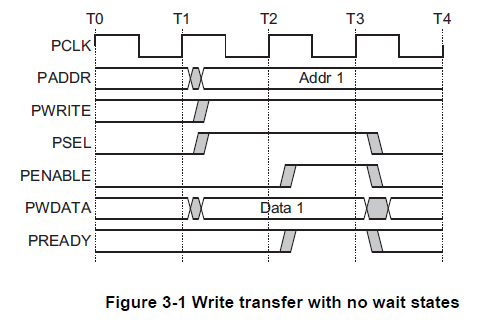 T0 T1 T2 T3 T4
PCLK
PADDR Addr 1
PWRITE
PSEL
PENABLE
PWDATA Data 1
PREADY
Figure 3-1 Write transfer with no wait states